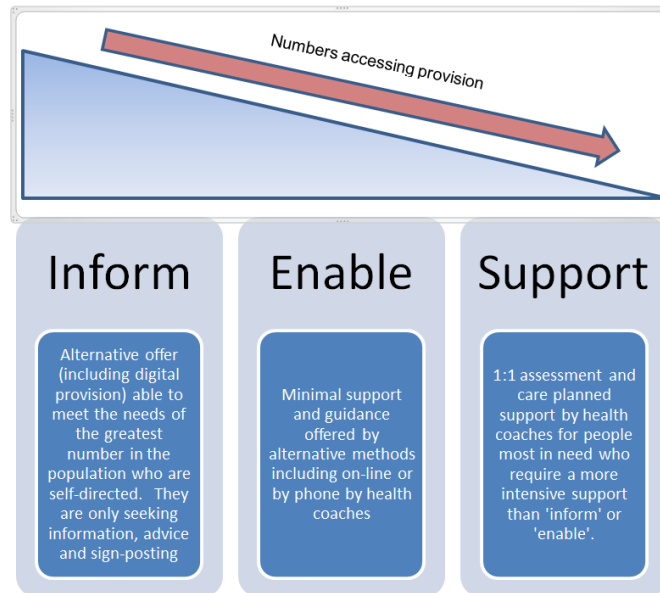 Numbers accessing provision
Inform
Alternative offer
(including digital
provision) able to
meet the needs of
the greatest
number in the
population who are
self-directed.  They
are only seeking
information, advice
and sign-posting
Enable
Minimal support
and guidance
offered by
alternative methods
including on-line or
by phone by health
coaches
Support
1:1 assessment and
care planned
support by health
coaches for people
most in need who
require a more
intensive support
than 'inform' or
'enable'.